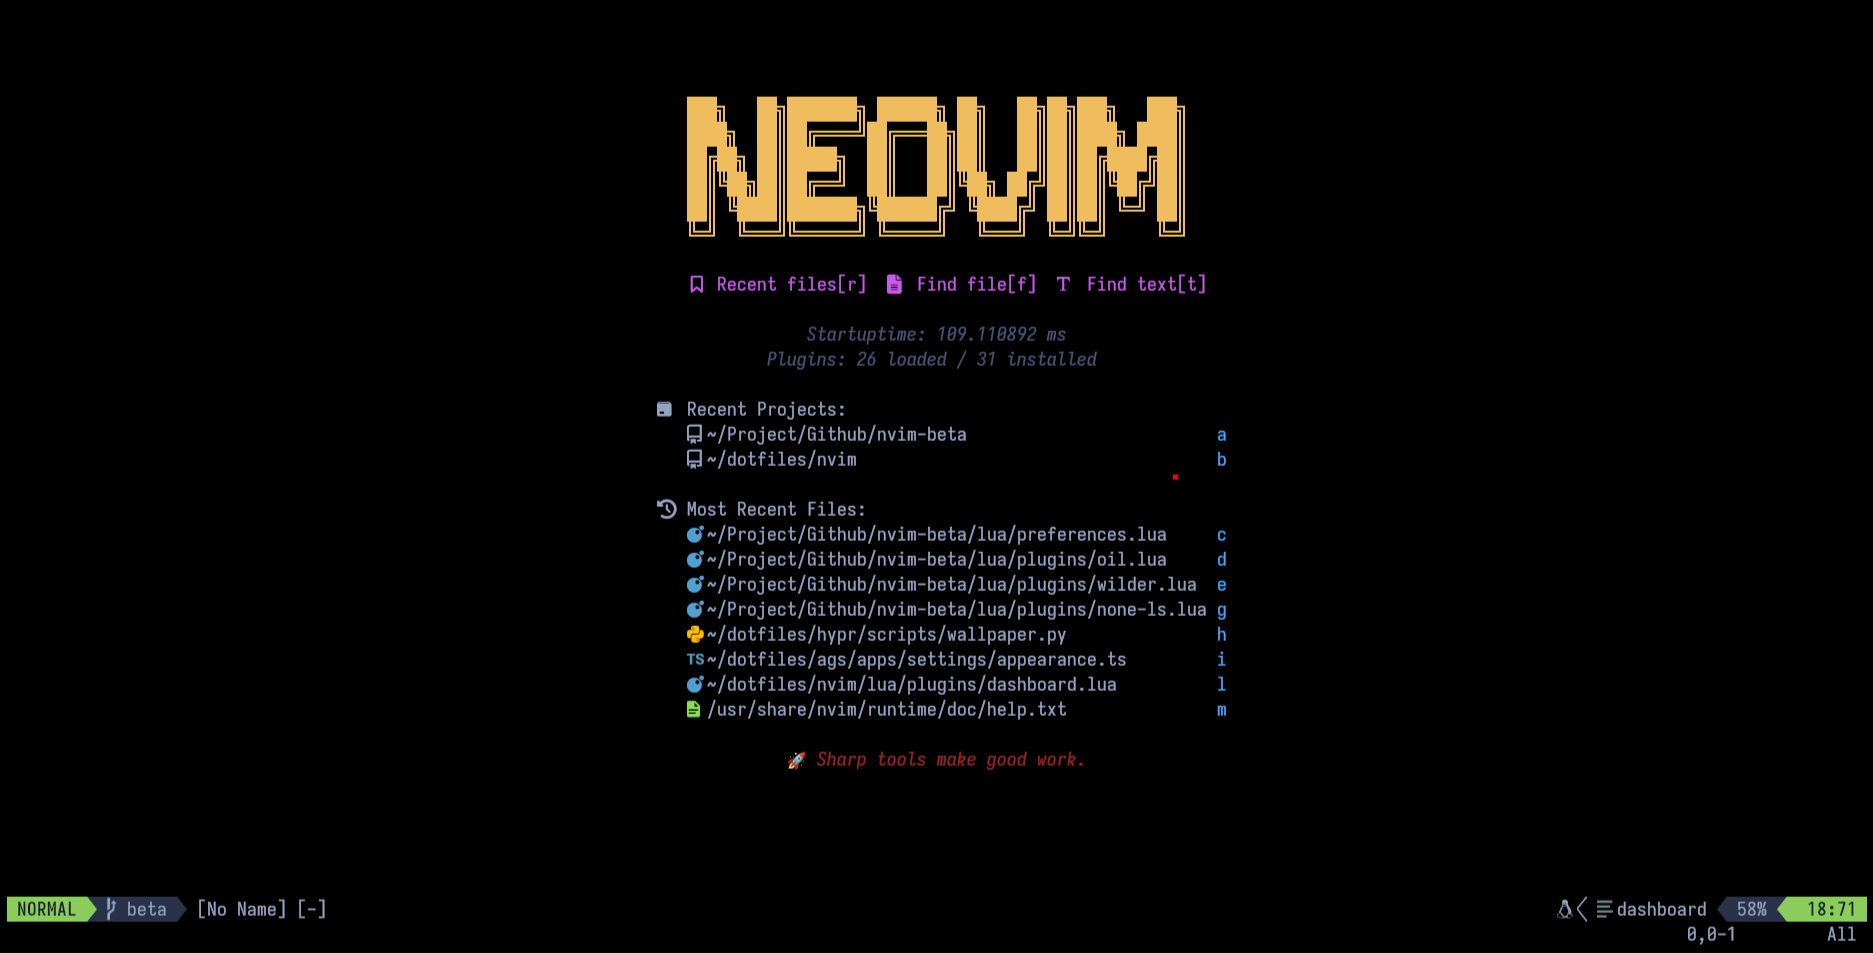 NEOVIM
Recent files[r] Find file[f] Find text[t]
Startuptime: 109.110892 ms
Plugins: 26 loaded / 31 installed
Recent Projects:
~/Project/Github/nvim-beta a
~/dotfiles/nvim b
Most Recent Files:
~/Project/Github/nvim-beta/lua/preferences.lua c
~/Project/Github/nvim-beta/lua/plugins/oil.lua d
~/Project/Github/nvim-beta/lua/plugins/wilder.lua e
~/Project/Github/nvim-beta/lua/plugins/none-ls.lua g
~/dotfiles/hypr/scripts/wallpaper.py h
TS ~/dotfiles/ags/apps/settings/appearance.ts i
~/dotfiles/nvim/lua/plugins/dashboard.lua l
/usr/share/nvim/runtime/doc/help.txt m
🚀 Sharp tools make good work.
NORMAL beta [No Name] [-] dashboard 58% 18:71
0,0-1 All